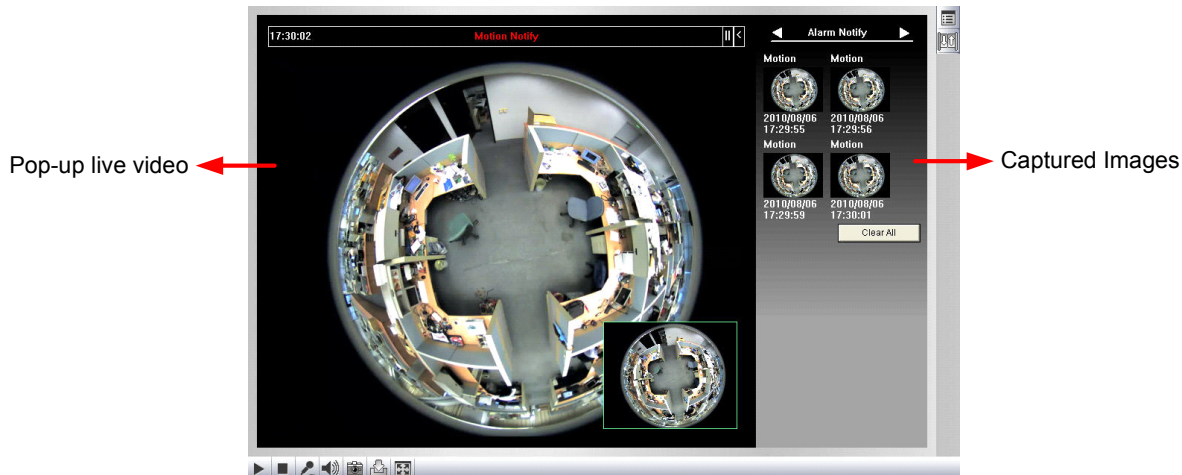 17:30:02 Motion Notify
Alarm Notify
Motion Motion
2010/08/06 2010/08/06
17:29:55 17:29:56
Motion Motion
2010/08/06 2010/08/06
17:29:59 17:30:01
Clear All
Pop-up live video
Captured Images